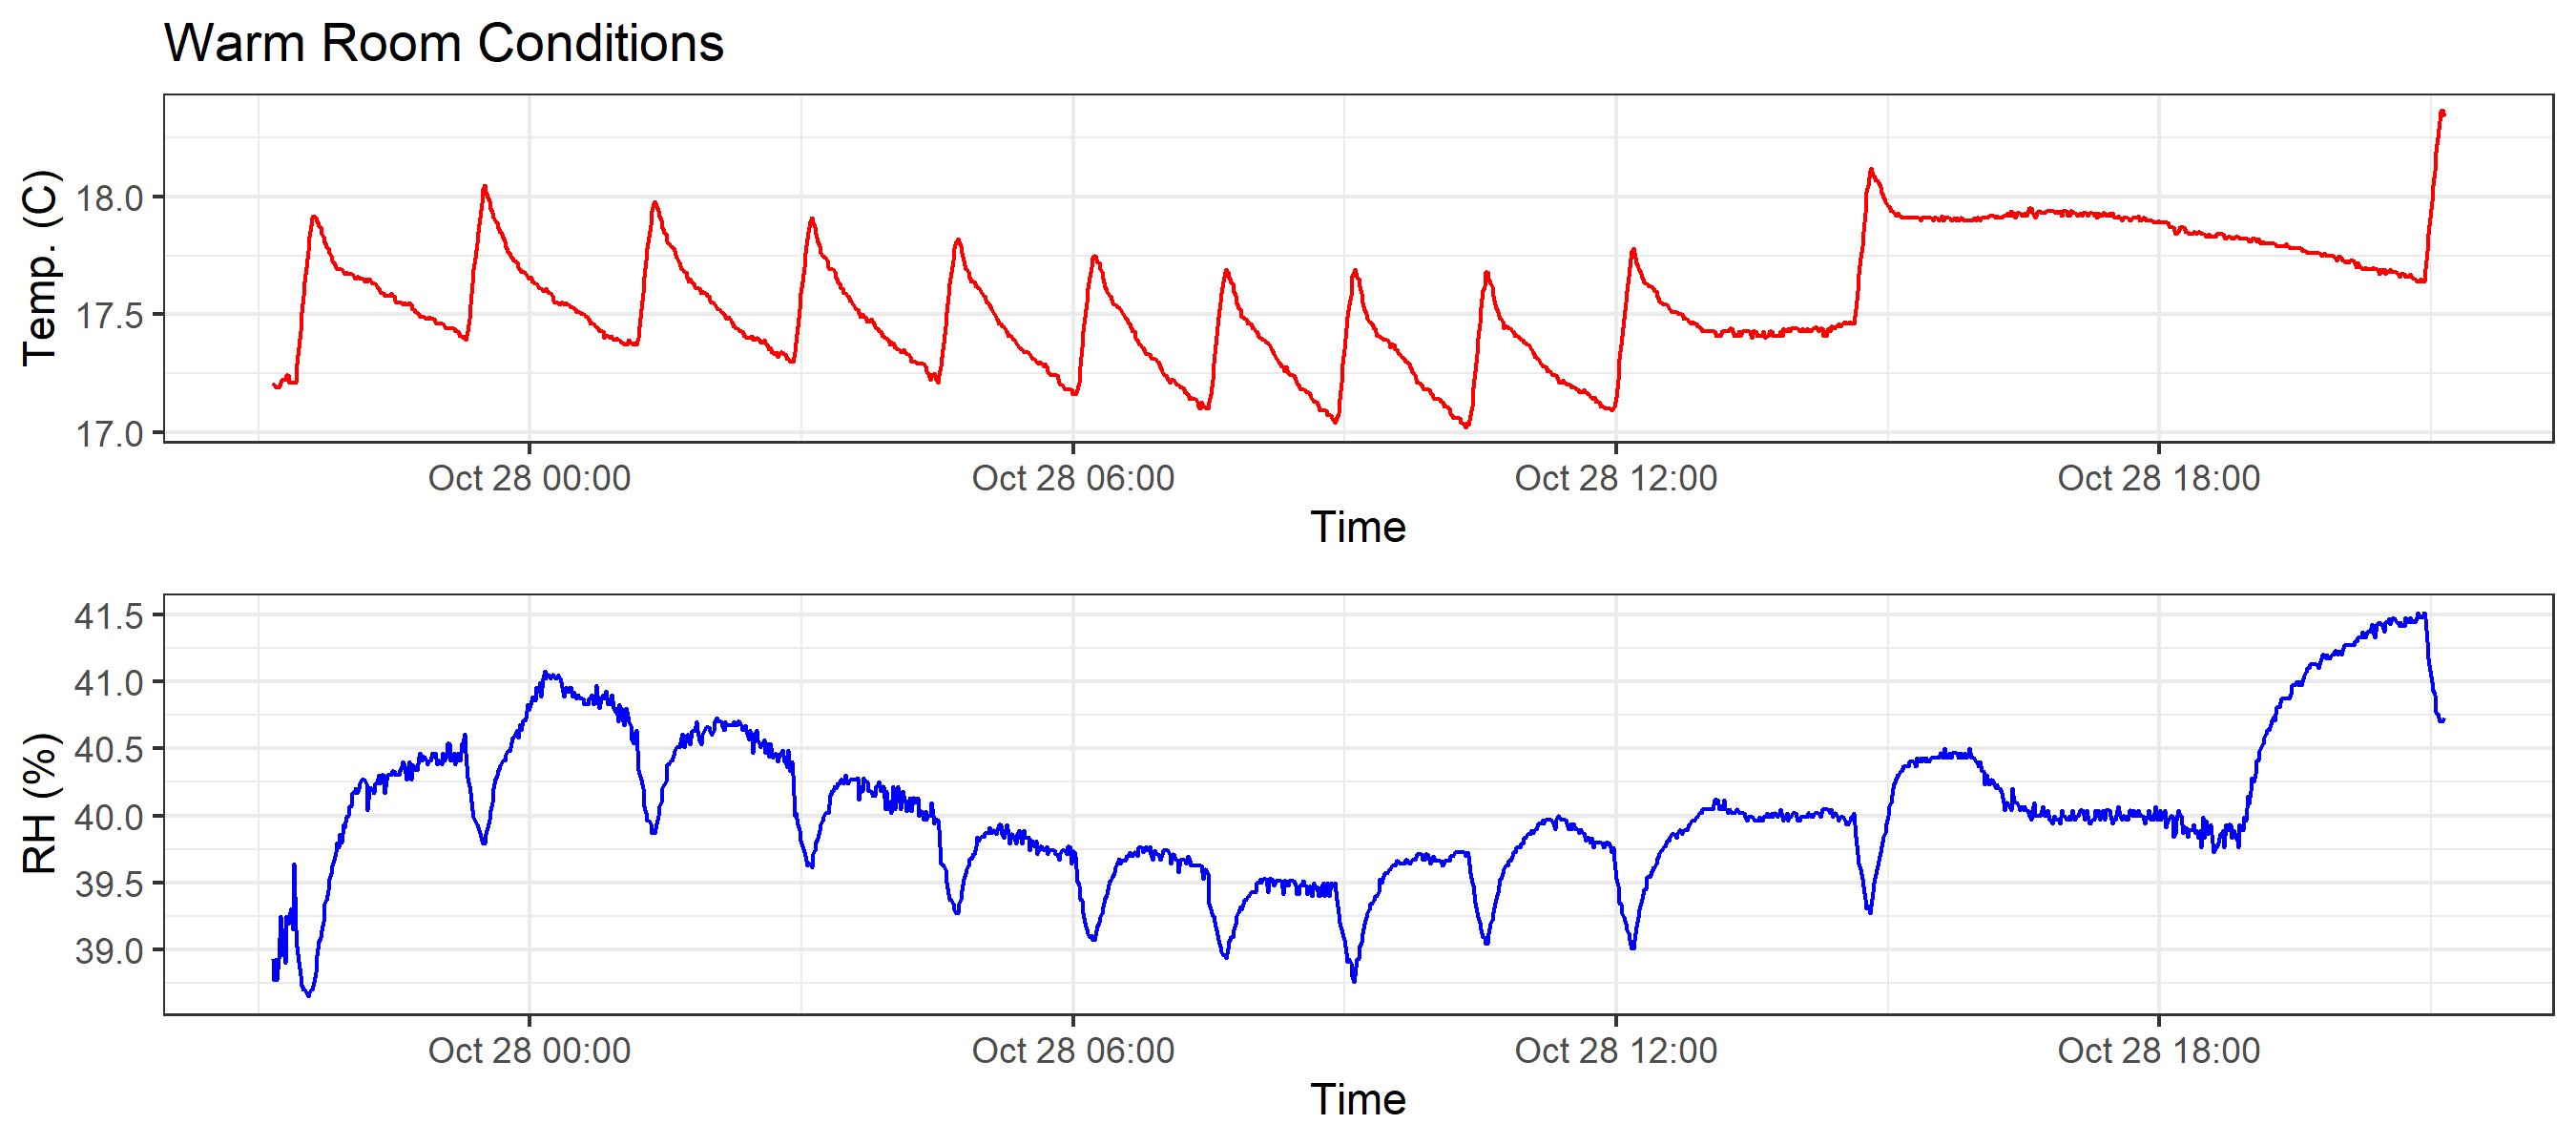 Warm Room Conditions
Temp. (C)
18.0
17.5
17.0
Oct 28 00:00 Oct 28 06:00 Oct 28 12:00 Oct 28 18:00
Time
RH (%)
41.5
41.0
40.5
40.0
39.5
39.0
Oct 28 00:00 Oct 28 06:00 Oct 28 12:00 Oct 28 18:00
Time